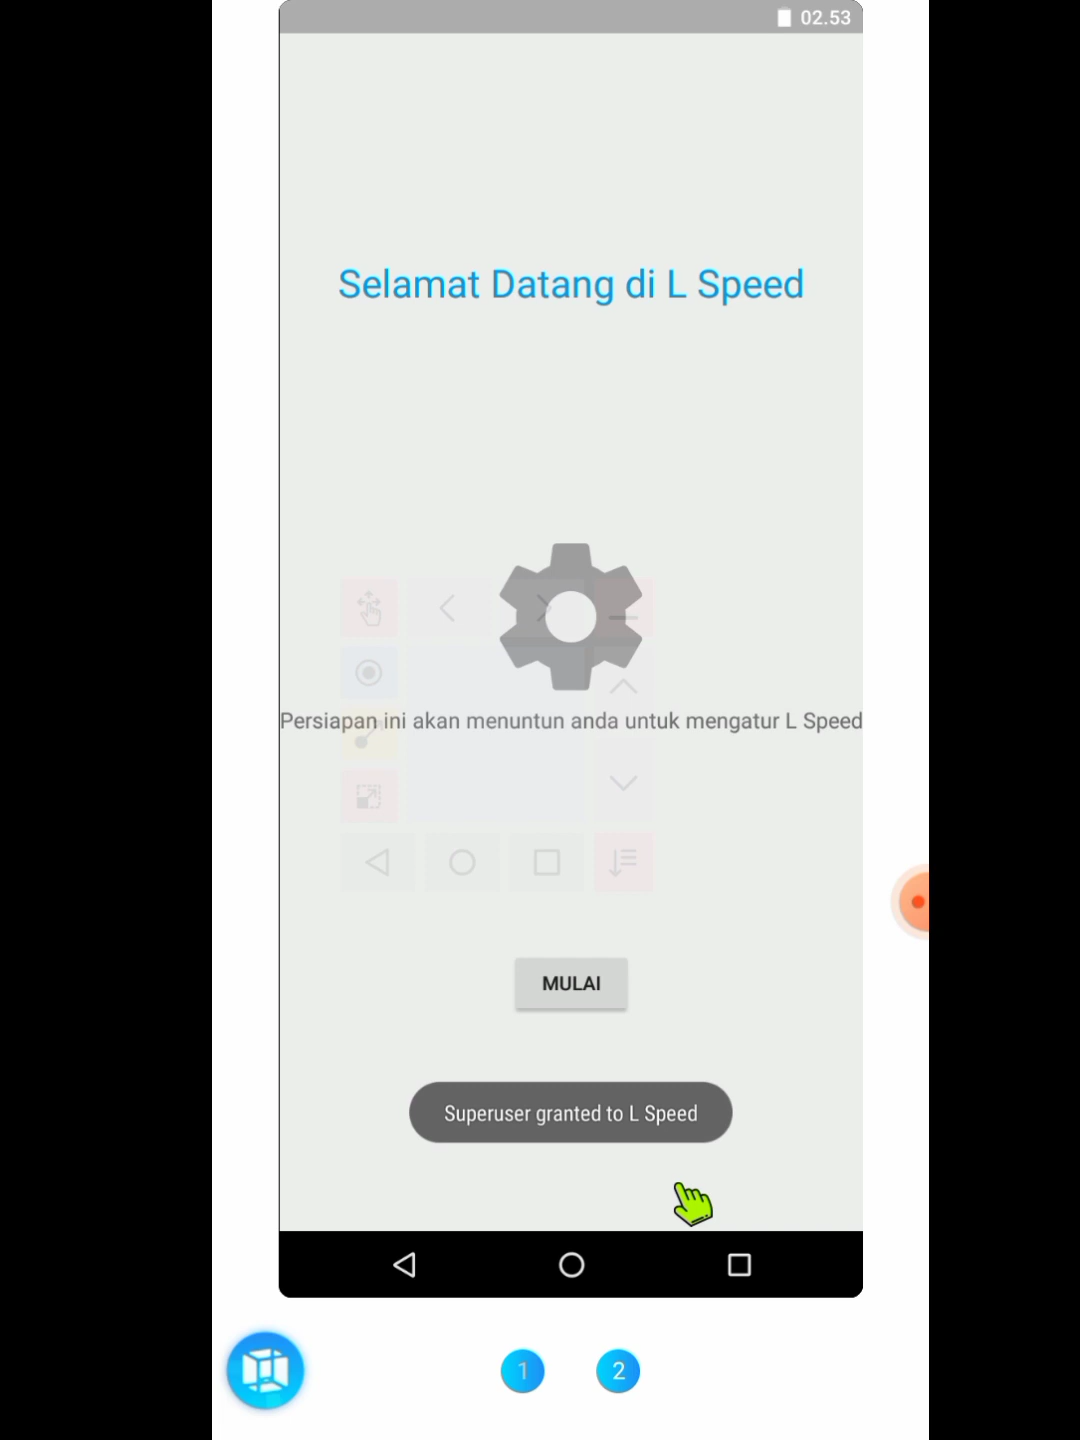 02.53
Selamat Datang di L Speed
Persiapan ini akan menuntun anda untuk mengatur L Speed
MULAI
Superuser granted to L Speed
1
2